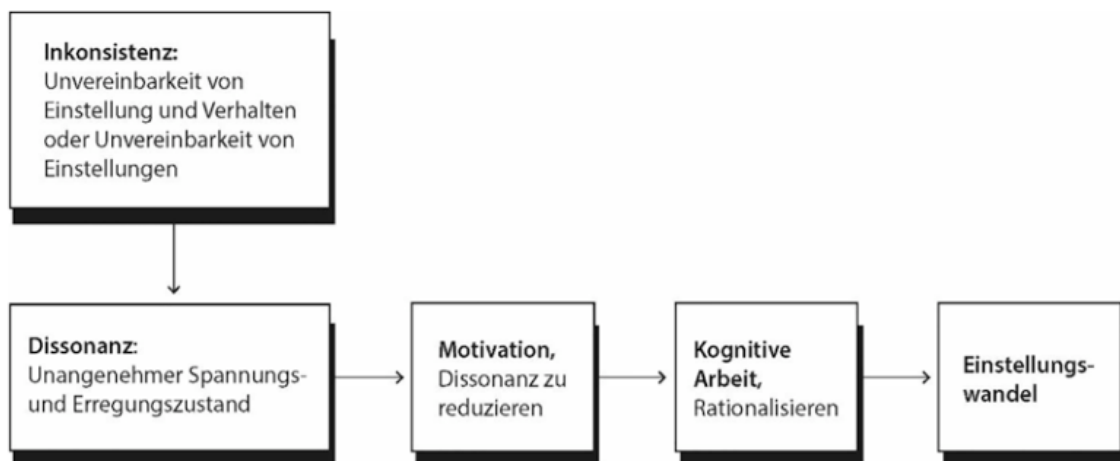 Inkonsistenz:
Unvereinbarkeit von
Einstellung und Verhalten
oder Unvereinbarkeit von
Einstellungen
Dissonanz:
Unangenehmer Spannungs-
und Erregungszustand
Motivation,
Dissonanz zu
reduzieren
Kognitive
Arbeit,
Rationalisieren
Einstellungs-
wandel